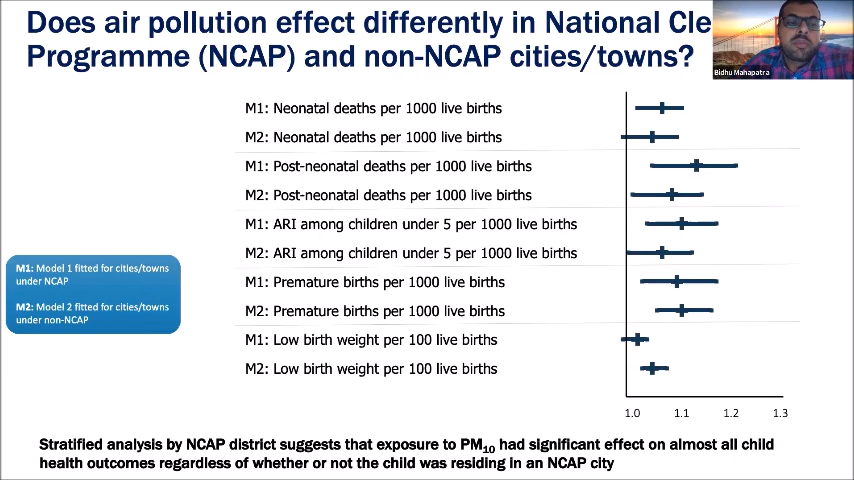 Does air pollution effect differently in National Cle
Programme (NCAP) and non-NCAP cities/towns?
Bidhu Mahapatra
M1: Neonatal deaths per 1000 live births
M2: Neonatal deaths per 1000 live births
M1: Post-neonatal deaths per 1000 live births
M2: Post-neonatal deaths per 1000 live births
M1: ARI among children under 5 per 1000 live births
M2: ARI among children under 5 per 1000 live births
M1: Premature births per 1000 live births
M2: Premature births per 1000 live births
M1: Low birth weight per 100 live births
M2: Low birth weight per 100 live births
M1: Model 1 fitted for cities/towns
under NCAP
M2: Model 2 fitted for cities/towns
under non-NCAP
1.0 1.1 1.2 1.3
Stratified analysis by NCAP district suggests that exposure to PM10 had significant effect on almost all child
health outcomes regardless of whether or not the child was residing in an NCAP city